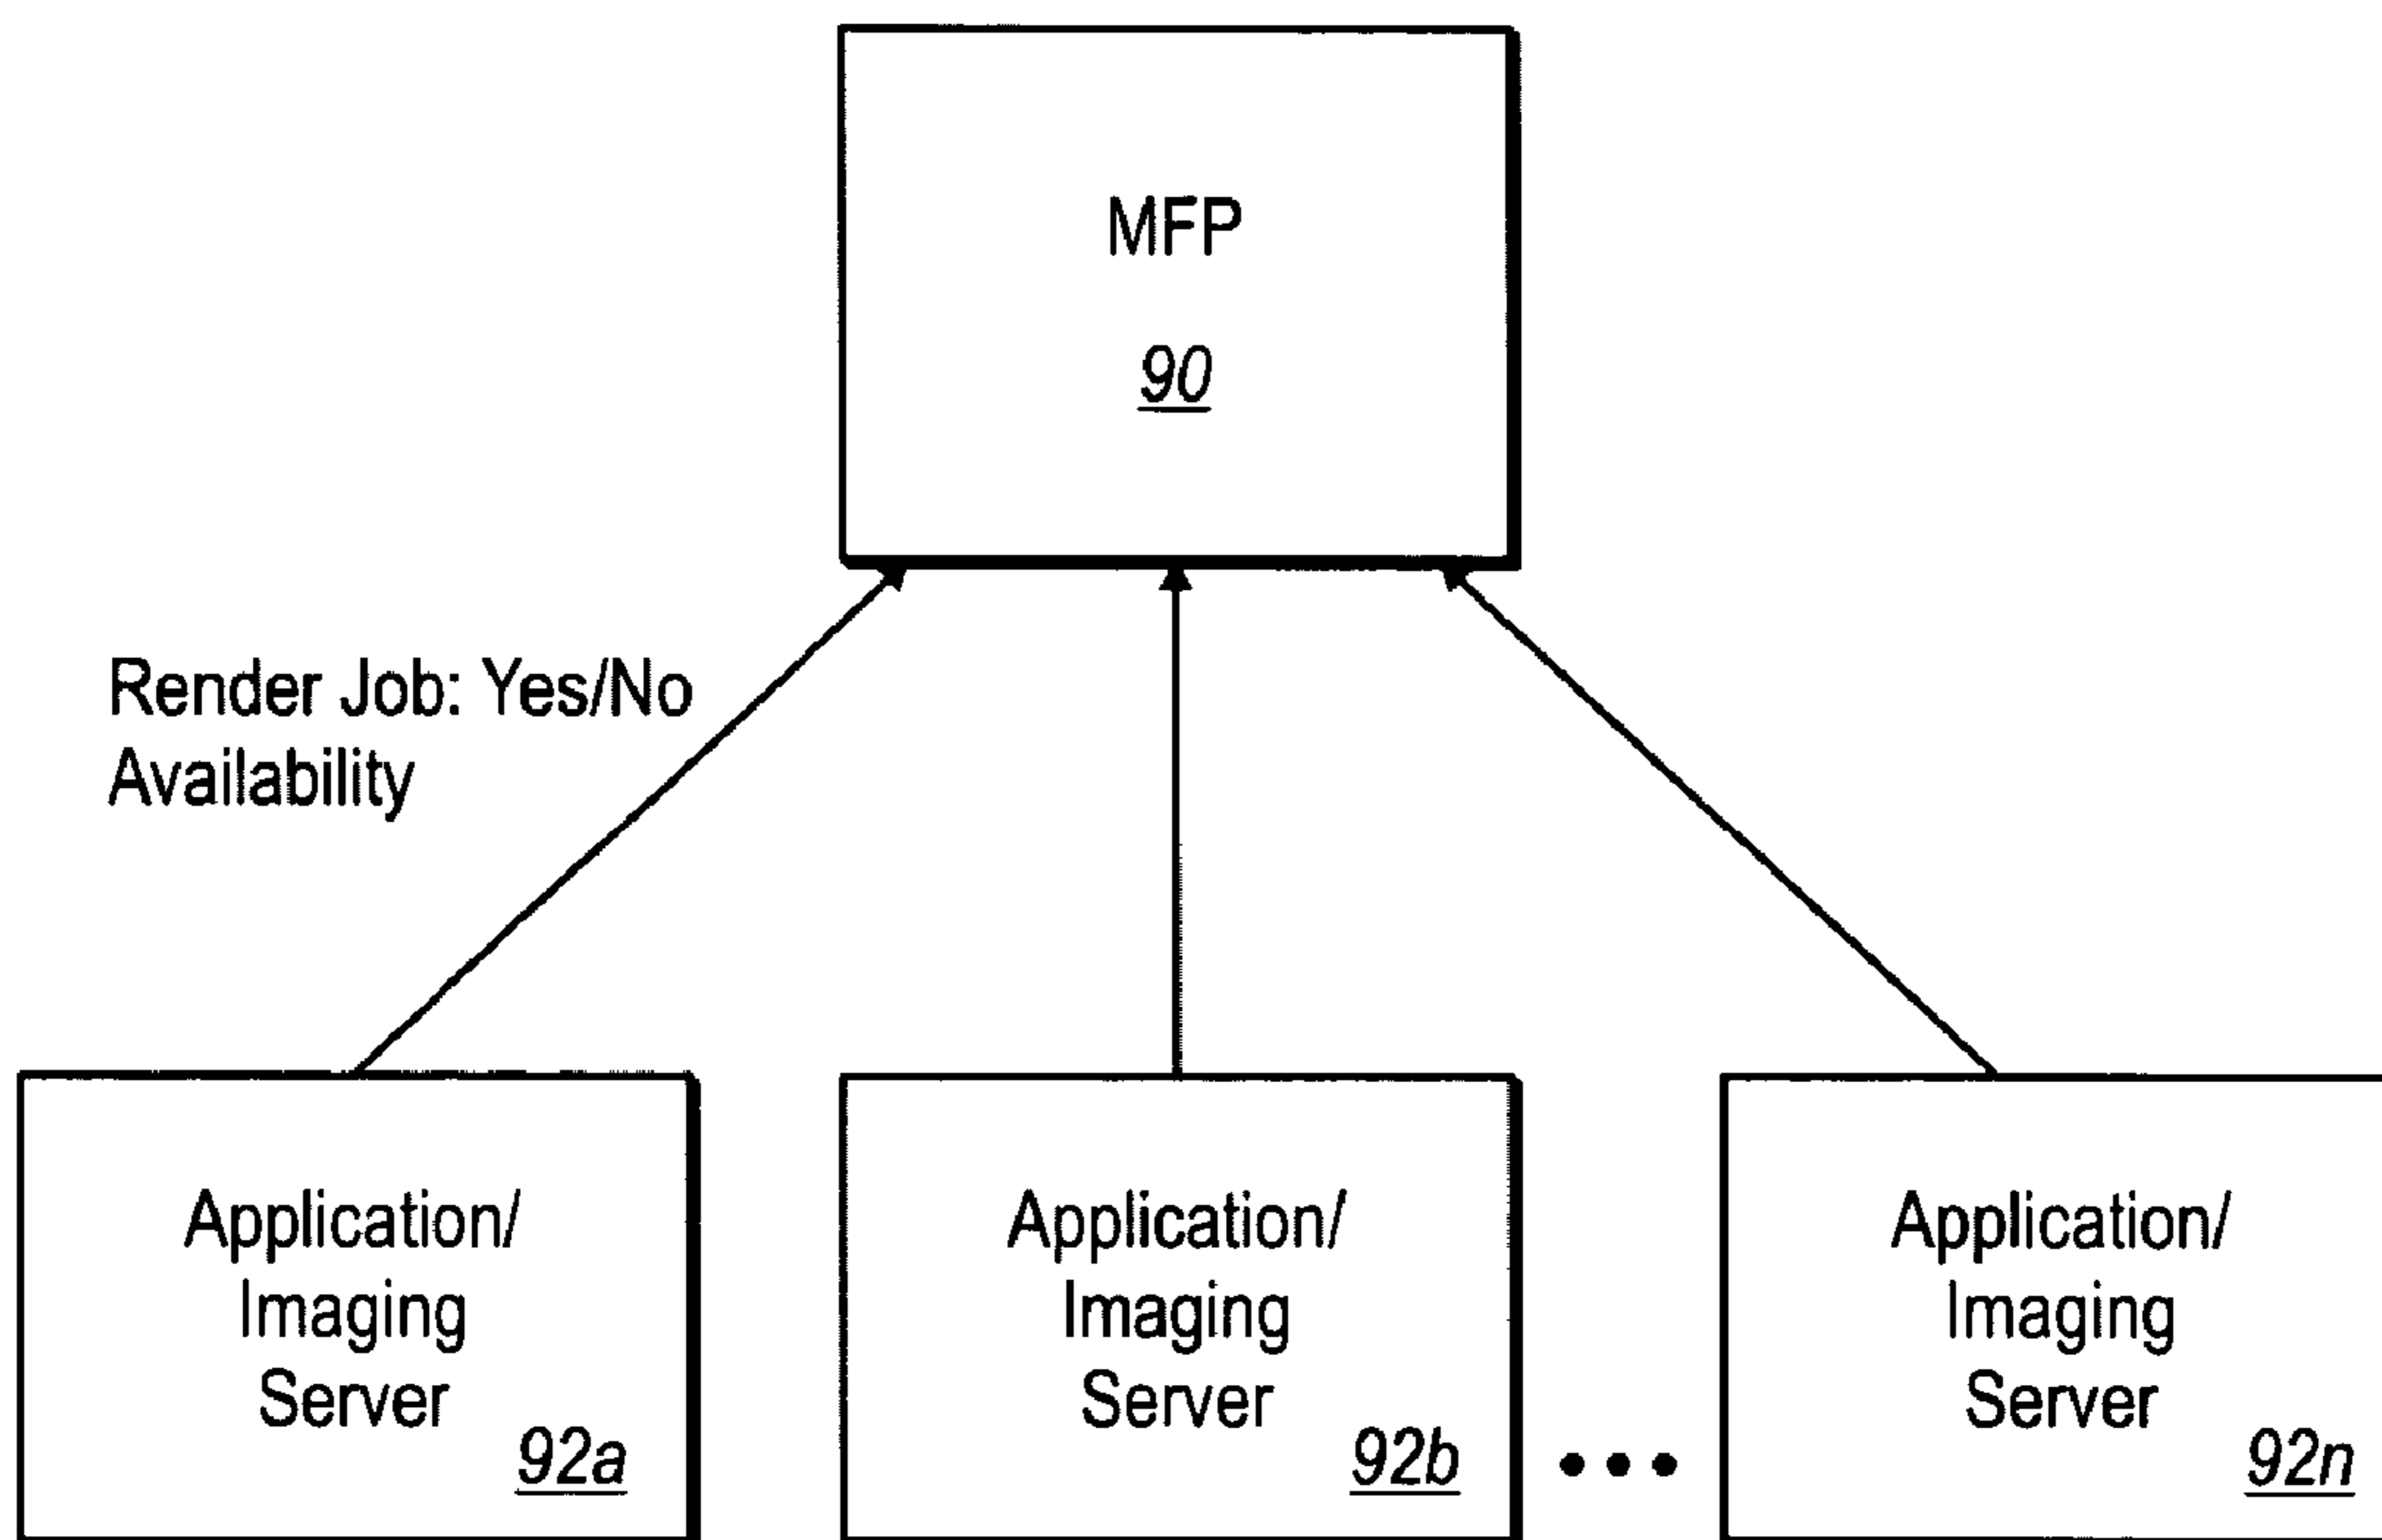 MFP
90
Render Job: Yes/No
Availability
Application/
Imaging
Server
92a
Application/
Imaging
Server
92b
Application/
Imaging
Server
92n